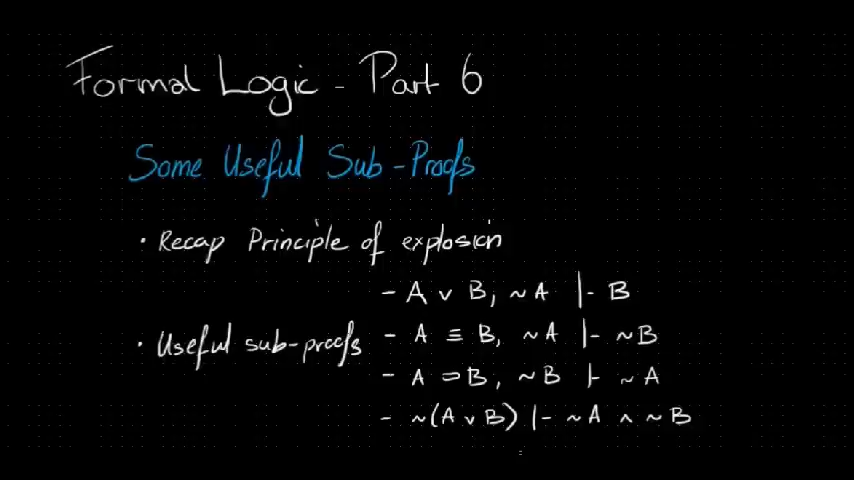 Formal Logic - Part 6
Some Useful Sub-Proofs
· Recap Principle of explosion
- A ∨ B, ~A |- B
· Useful sub-proofs - A ≡ B, ~A |- ~B
- A ⊃ B, ~B ⊢ ~A
- ~(A ∨ B) |- ~A ∧ ~B